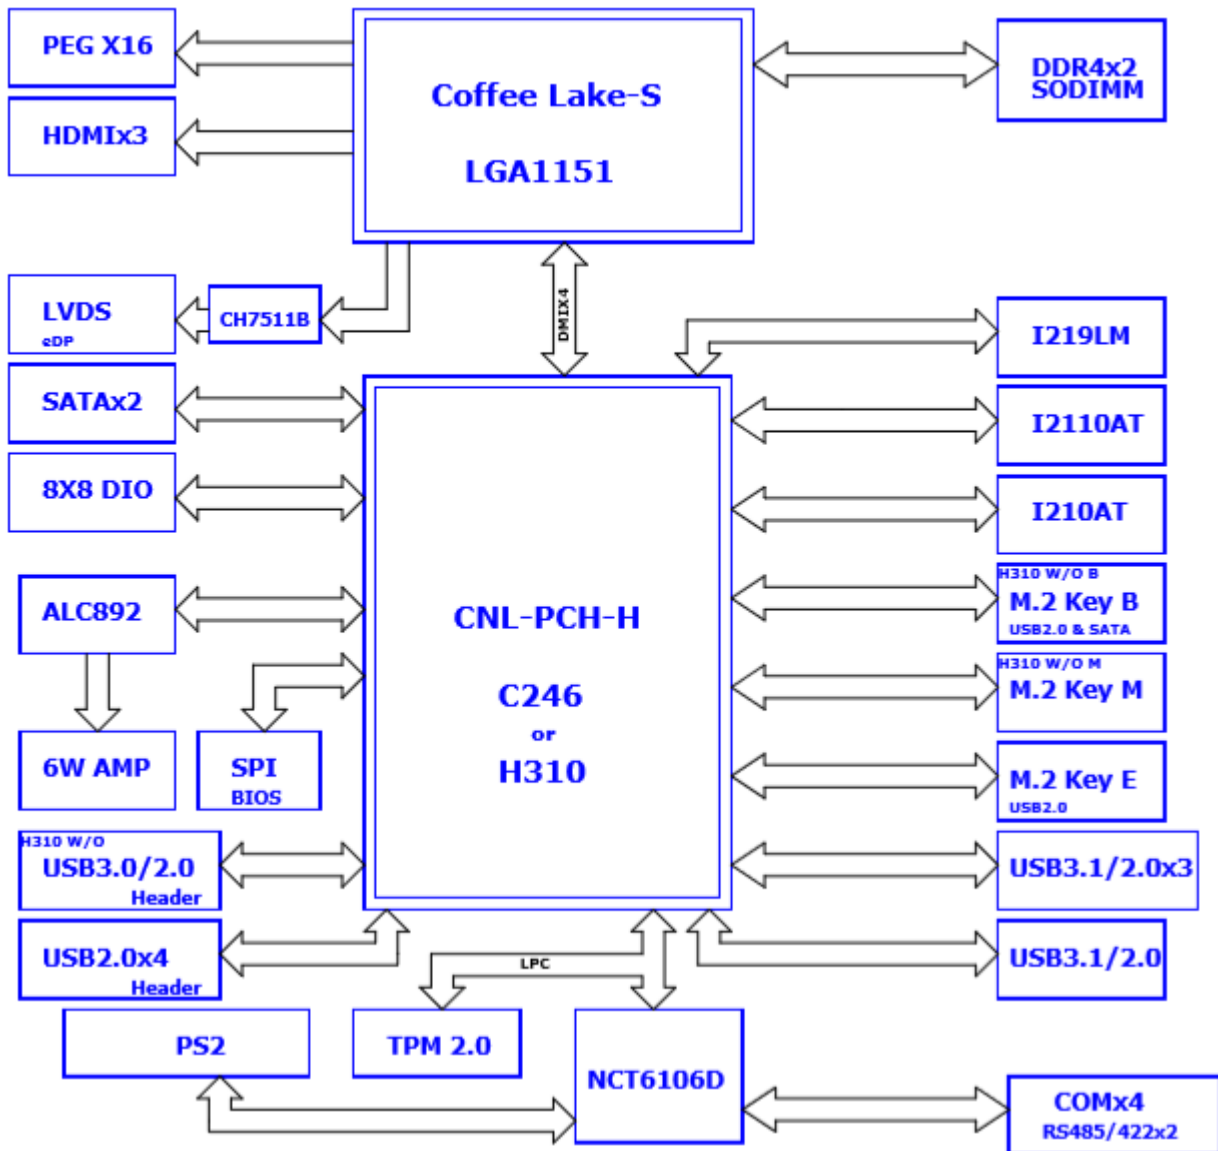 PEG X16
HDMIx3
Coffee Lake-S
LGA1151
DDR4x2
SODIMM
LVDS
eDP
CH7511B
DMIX4
I219LM
SATAx2
I2110AT
8X8 DIO
I210AT
ALC892
CNL-PCH-H
C246
or
H310
H310 W/O B
M.2 Key B
USB2.0 & SATA
H310 W/O M
M.2 Key M
6W AMP
SPI
BIOS
M.2 Key E
USB2.0
H310 W/O
USB3.0/2.0
Header
USB3.1/2.0x3
USB2.0x4
Header
LPC
USB3.1/2.0
PS2
TPM 2.0
NCT6106D
COMx4
RS485/422x2